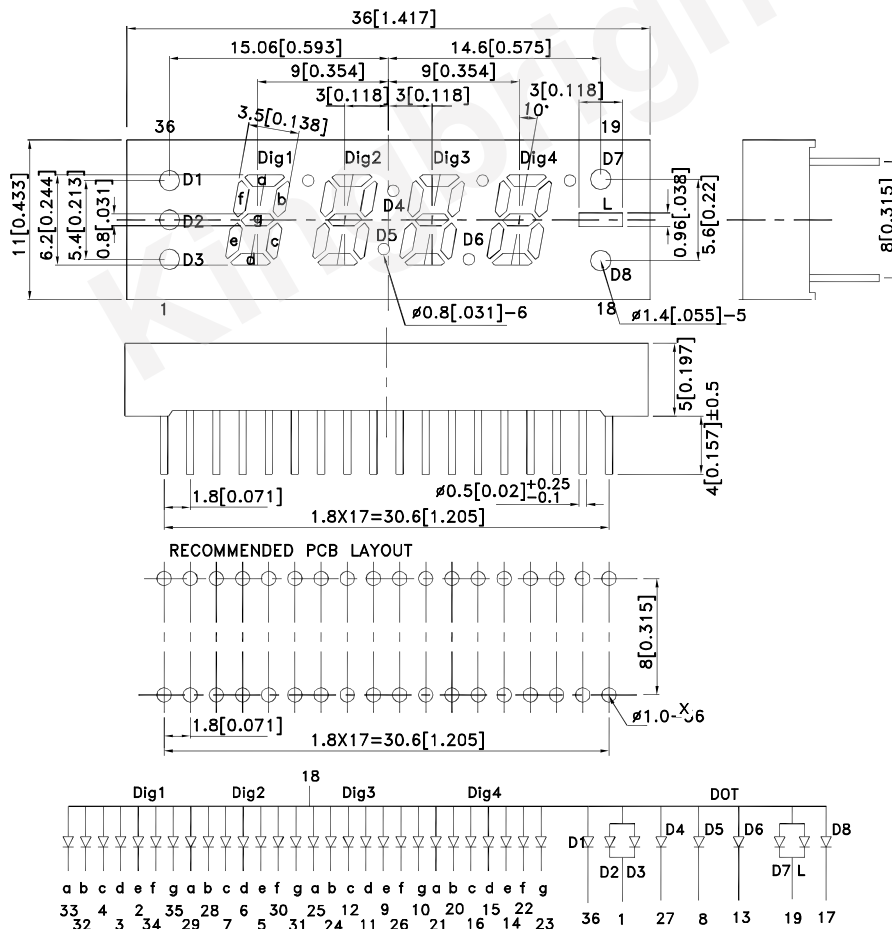 Kingbright
36[1.417]
15.06[0.593] 14.6[0.575]
9[0.354] 9[0.354]
3[0.118] 3[0.118] 3[0.118]
3.5[0.138] 10°
36 19
Dig1 Dig2 Dig3 Dig4 D7
D1 a L
f b D4
D2 g
e c D5 D6
D3 d D8
1 18
11[0.433]
6.2[0.244]
5.4[0.213]
0.8[.031]
0.96[.038]
5.6[0.22]
8[0.315]
ø0.8[.031]-6 ø1.4[.055]-5
5[0.197]
4[0.157]±0.5
1.8[0.071] ø0.5[0.02]+0.25 -0.1
1.8X17=30.6[1.205]
RECOMMENDED PCB LAYOUT
8[0.315]
1.8[0.071]
1.8X17=30.6[1.205]
18
Dig1 Dig2 Dig3 Dig4 DOT
D1 D4 D5 D6 D8
D2 D3 D7 L
a b c d e f g a b c d e f g a b c d e f g a b c d e f g
33 4 2 35 28 6 30 25 12 9 10 20 15 22 36 1 27 8 13 19 17
32 3 34 29 7 5 31 24 11 26 21 16 14 23